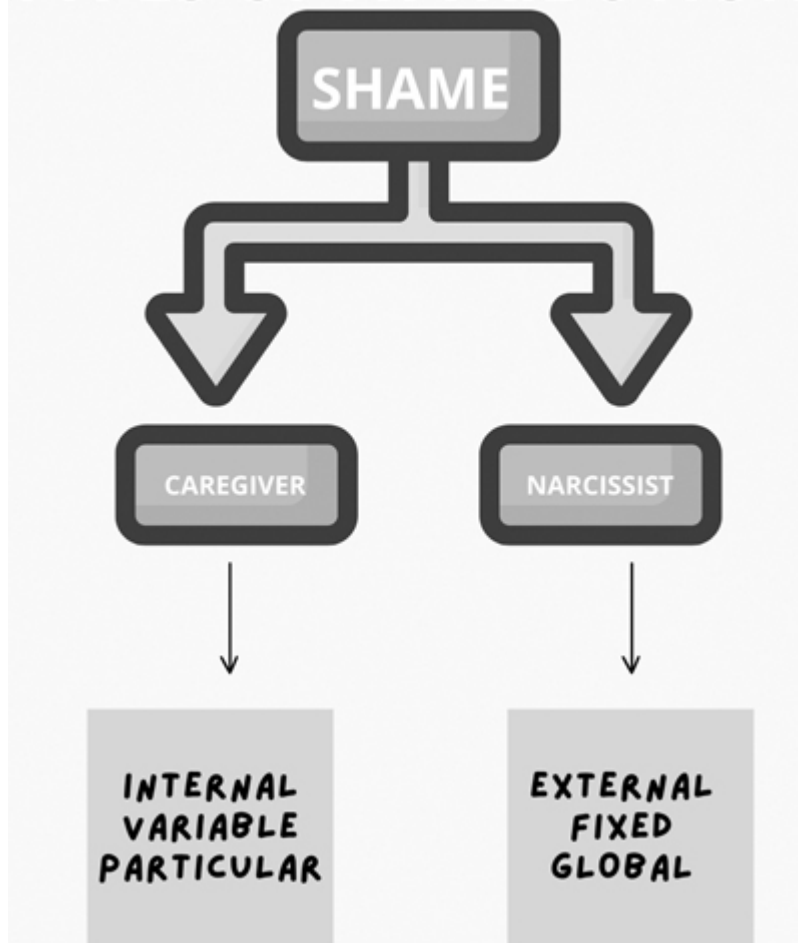 SHAME
CAREGIVER
NARCISSIST
INTERNAL
VARIABLE
PARTICULAR
EXTERNAL
FIXED
GLOBAL